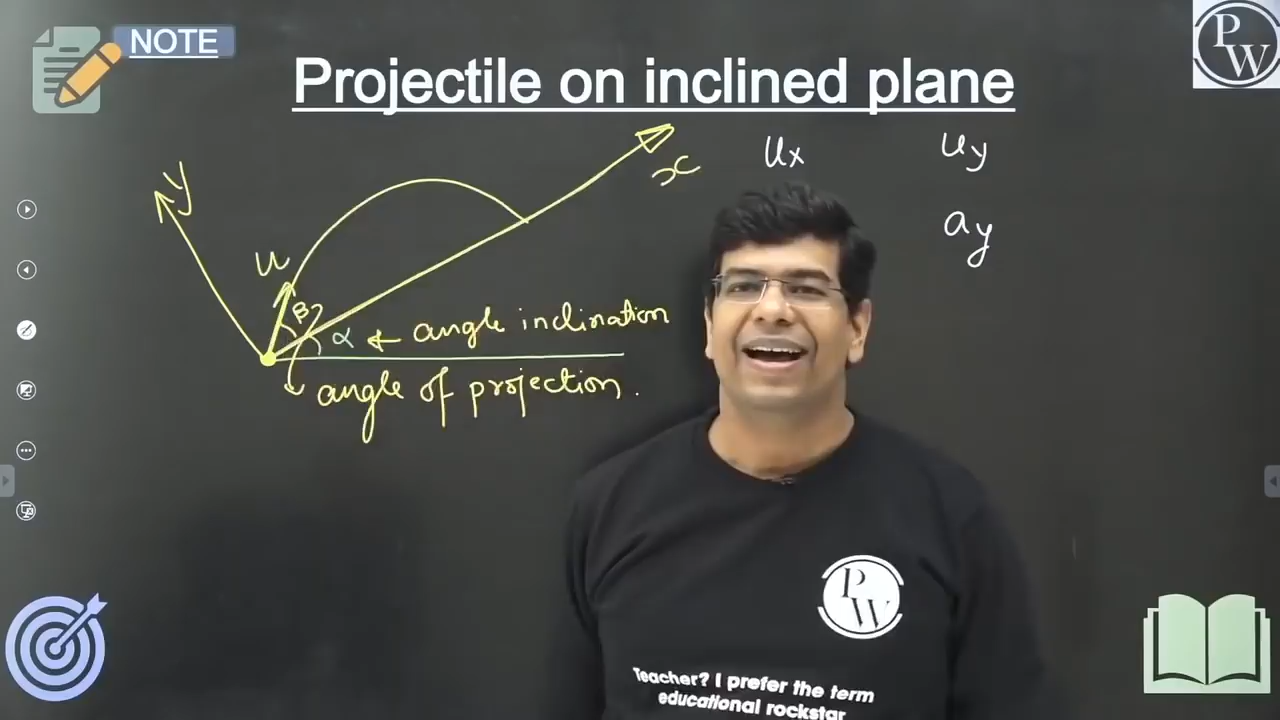 NOTE
Projectile on inclined plane
P
W
y
x
ux
uy
ay
u
β
α ← angle inclination
angle of projection.
P
W
Teacher? I prefer the term
educational rockstar